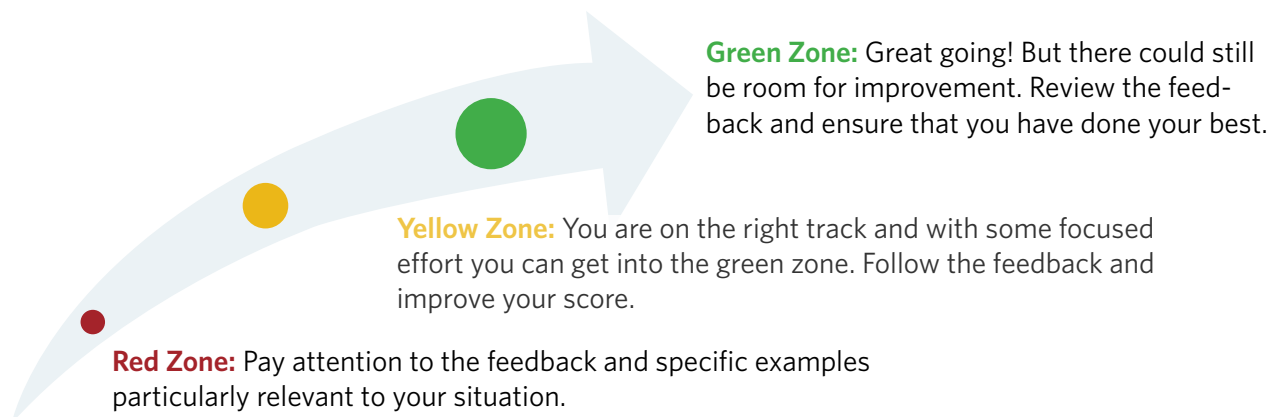 Green Zone: Great going! But there could still
be room for improvement. Review the feed-
back and ensure that you have done your best.
Yellow Zone: You are on the right track and with some focused
effort you can get into the green zone. Follow the feedback and
improve your score.
Red Zone: Pay attention to the feedback and specific examples
particularly relevant to your situation.